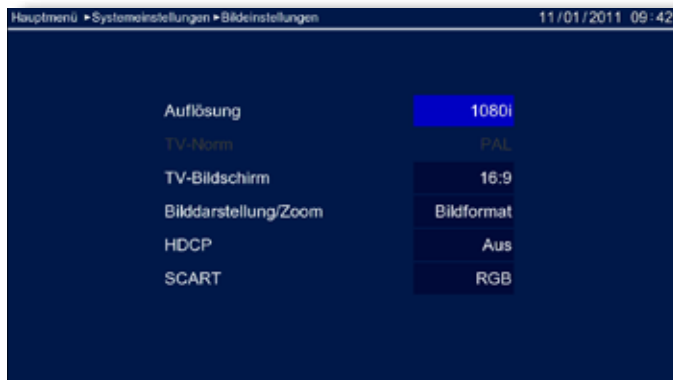 Hauptmenü ►Systemeinstellungen ►Bildeinstellungen 11/01/2011 09:42
Auflösung 1080i
TV-Norm PAL
TV-Bildschirm 16:9
Bilddarstellung/Zoom Bildformat
HDCP Aus
SCART RGB